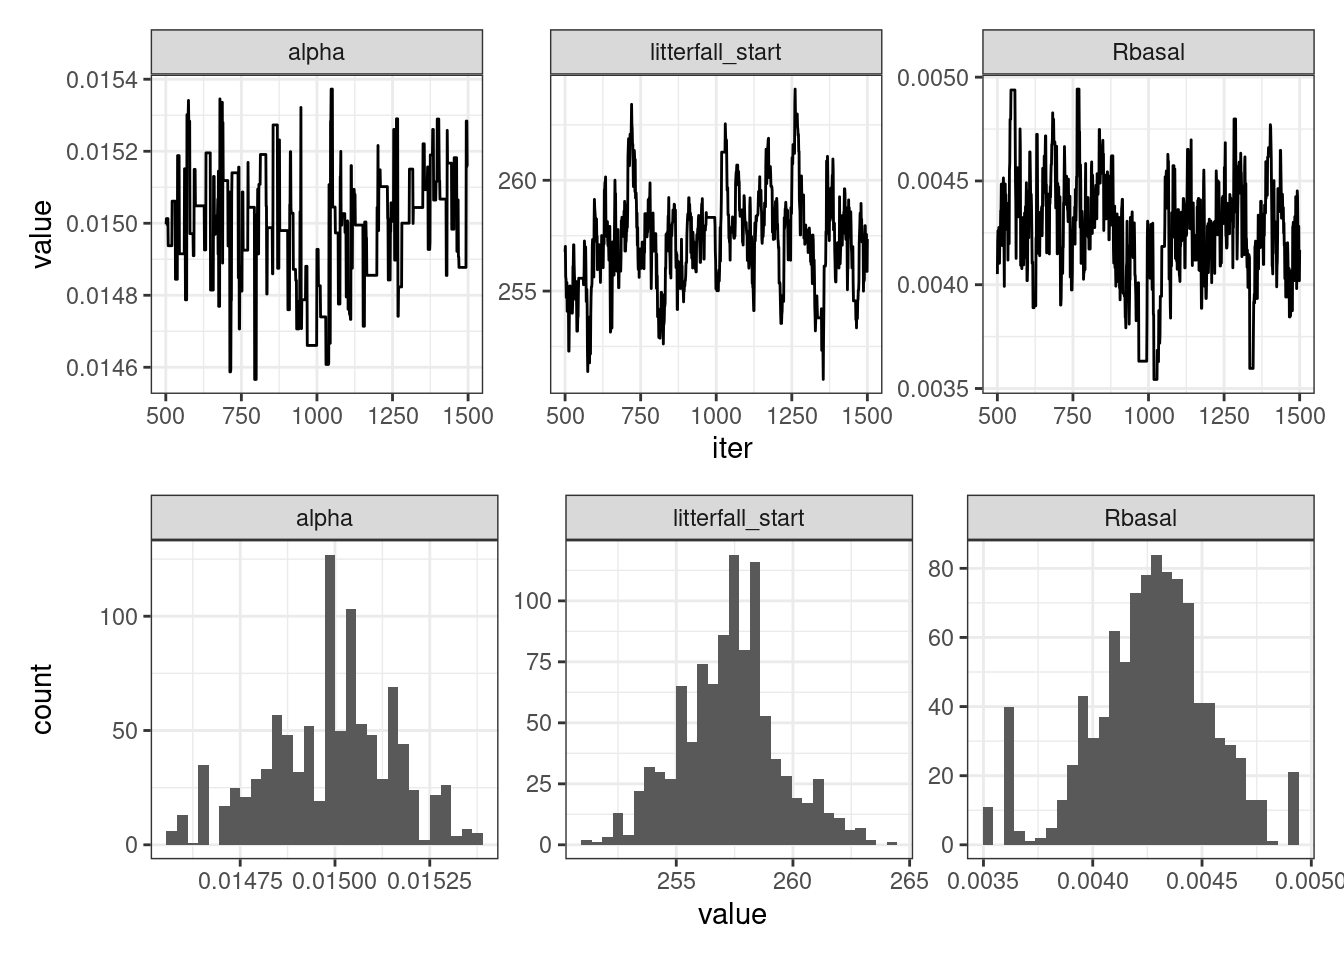 alpha litterfall_start Rbasal
value
0.0154 0.0152 0.0150 0.0148 0.0146
260 255
0.0050 0.0045 0.0040 0.0035
500 750 1000 1250 1500 500 750 1000 1250 1500 500 750 1000 1250 1500
iter
alpha litterfall_start Rbasal
count
100 50 0
100 75 50 25 0
80 60 40 20 0
0.01475 0.01500 0.01525 255 260 265 0.0035 0.0040 0.0045 0.0050
value